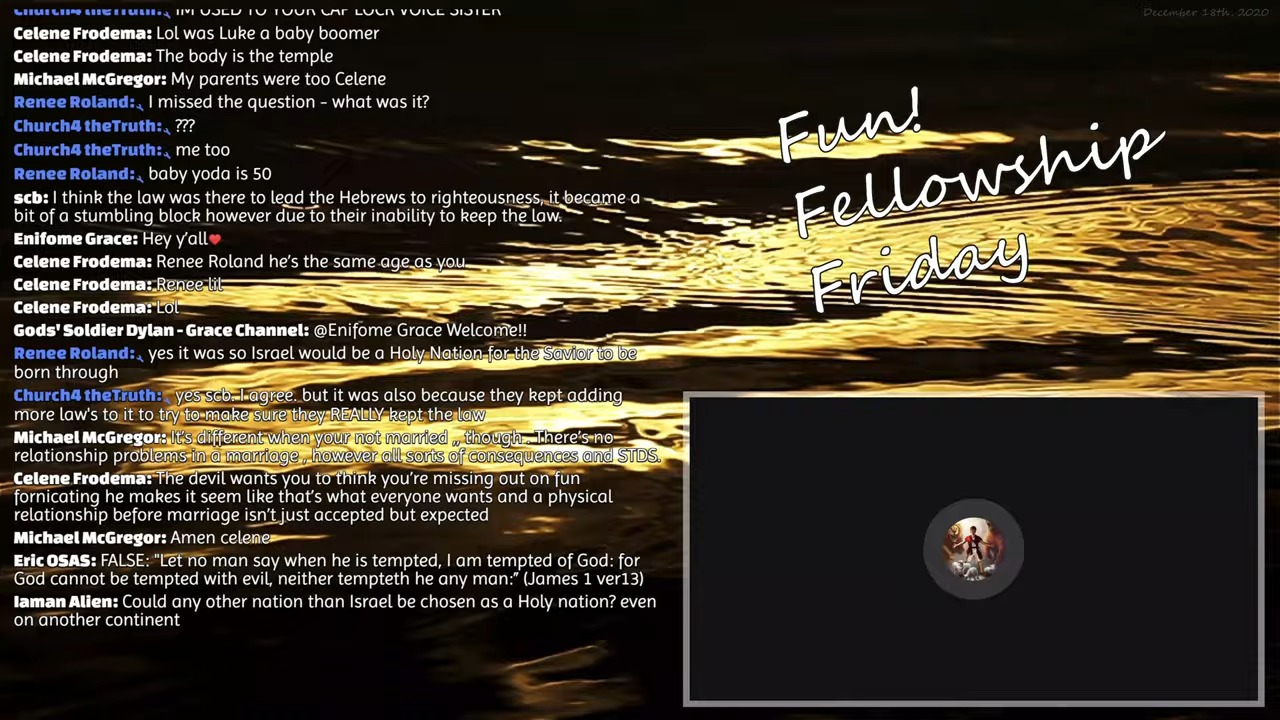 Church4 theTruth: IM USED TO YOUR CAP LOCK VOICE SISTER
Celene Frodema: Lol was Luke a baby boomer
Celene Frodema: The body is the temple
Michael McGregor: My parents were too Celene
Renee Roland: I missed the question - what was it?
Church4 theTruth: ???
Church4 theTruth: me too
Renee Roland: baby yoda is 50
scb: I think the law was there to lead the Hebrews to righteousness, it became a
bit of a stumbling block however due to their inability to keep the law.
Enifome Grace: Hey y’all❤
Celene Frodema: Renee Roland he’s the same age as you
Celene Frodema: Renee lil
Celene Frodema: Lol
Gods' Soldier Dylan - Grace Channel: @Enifome Grace Welcome!!
Renee Roland: yes it was so Israel would be a Holy Nation for the Savior to be
born through
Church4 theTruth: yes scb. I agree. but it was also because they kept adding
more law's to it to try to make sure they REALLY kept the law
Michael McGregor: It’s different when your not married ,, though . There’s no
relationship problems in a marriage , however all sorts of consequences and STDS.
Celene Frodema: The devil wants you to think you’re missing out on fun
fornicating he makes it seem like that’s what everyone wants and a physical
relationship before marriage isn’t just accepted but expected
Michael McGregor: Amen celene
Eric OSAS: FALSE: "Let no man say when he is tempted, I am tempted of God: for
God cannot be tempted with evil, neither tempteth he any man:” (James 1 ver13)
Iaman Alien: Could any other nation than Israel be chosen as a Holy nation? even
on another continent
December 18th, 2020
Fun!
Fellowship
Friday